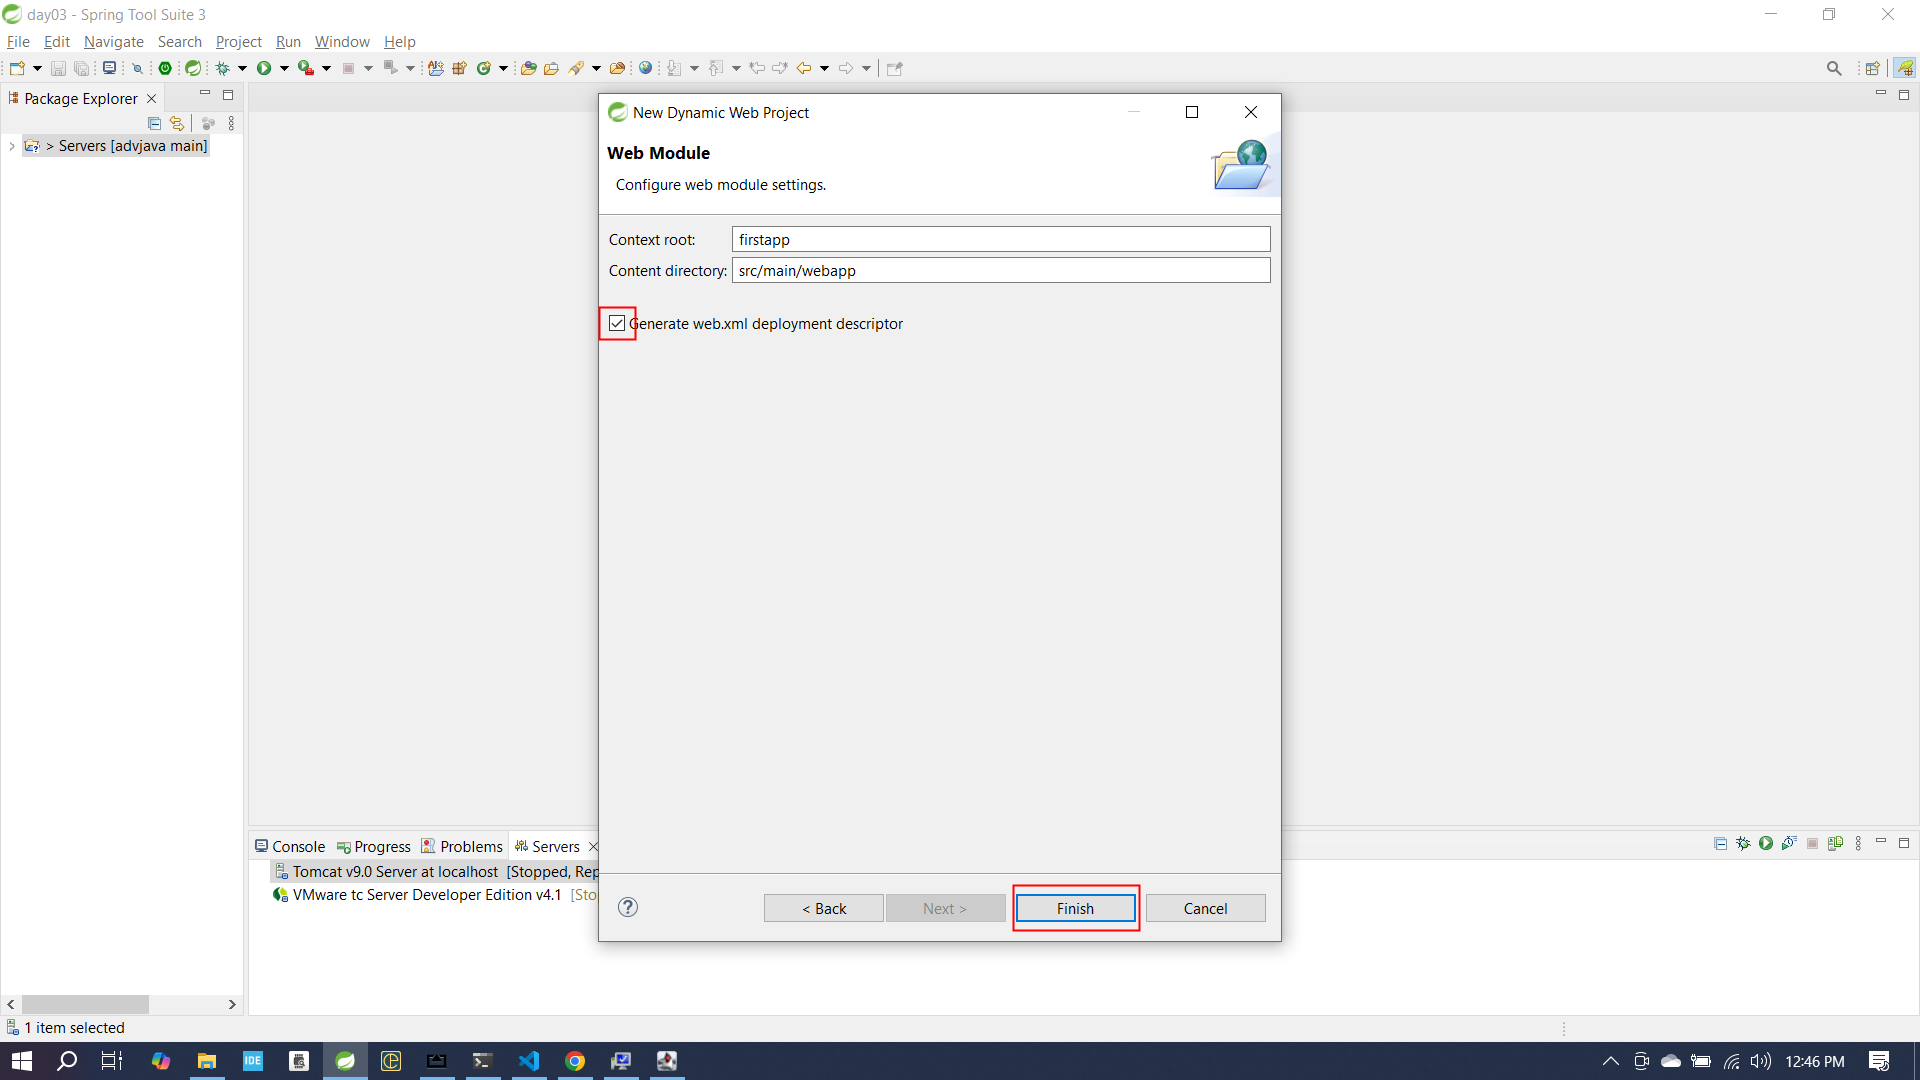 day03 - Spring Tool Suite 3
File Edit Navigate Search Project Run Window Help
Package Explorer
> Servers [advjava main]
New Dynamic Web Project
Web Module
Configure web module settings.
Context root: firstapp
Content directory: src/main/webapp
Generate web.xml deployment descriptor
Console Progress Problems Servers
Tomcat v9.0 Server at localhost [Stopped, Rep
VMware tc Server Developer Edition v4.1 [Sto
< Back Next > Finish Cancel
1 item selected
IDE
12:46 PM